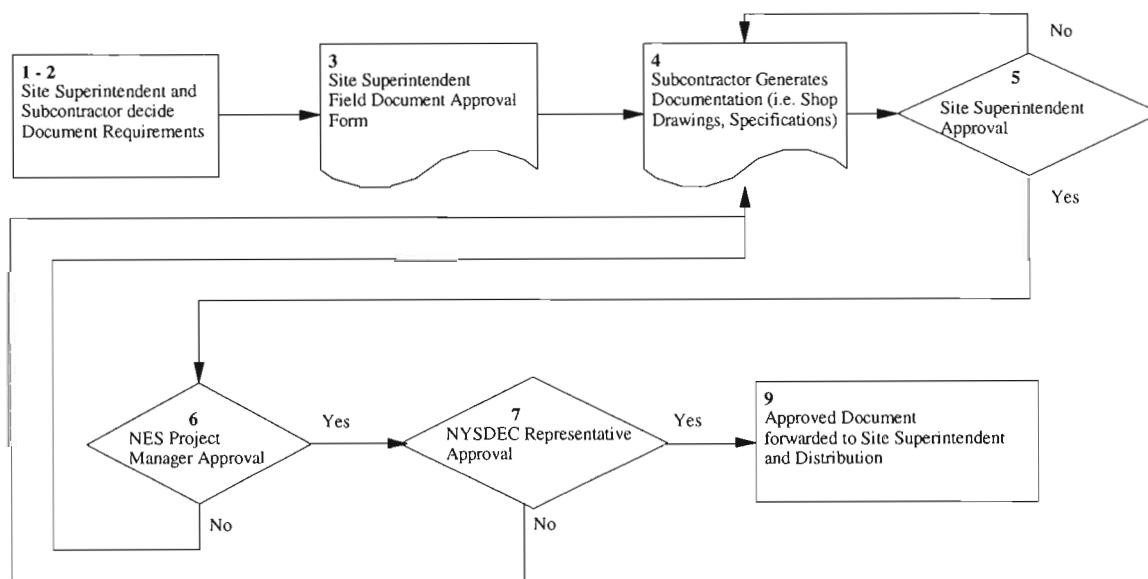 1 - 2
Site Superintendent and
Subcontractor decide
Document Requirements
3
Site Superintendent
Field Document Approval
Form
4
Subcontractor Generates
Documentation (i.e. Shop
Drawings, Specifications)
No
5
Site Superintendent
Approval
Yes
6
NES Project
Manager Approval
Yes
No
7
NYSDEC Representative
Approval
Yes
No
9
Approved Document
forwarded to Site Superintendent
and Distribution